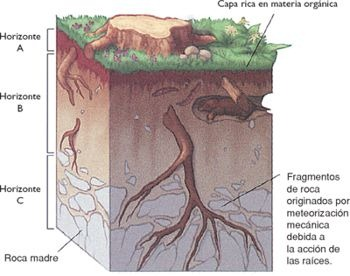 Capa rica en materia orgánica
Horizonte
A
Horizonte
B
Horizonte
C
Fragmentos
de roca
originados por
meteorización
mecánica
debida a
la acción de
las raíces.
Roca madre